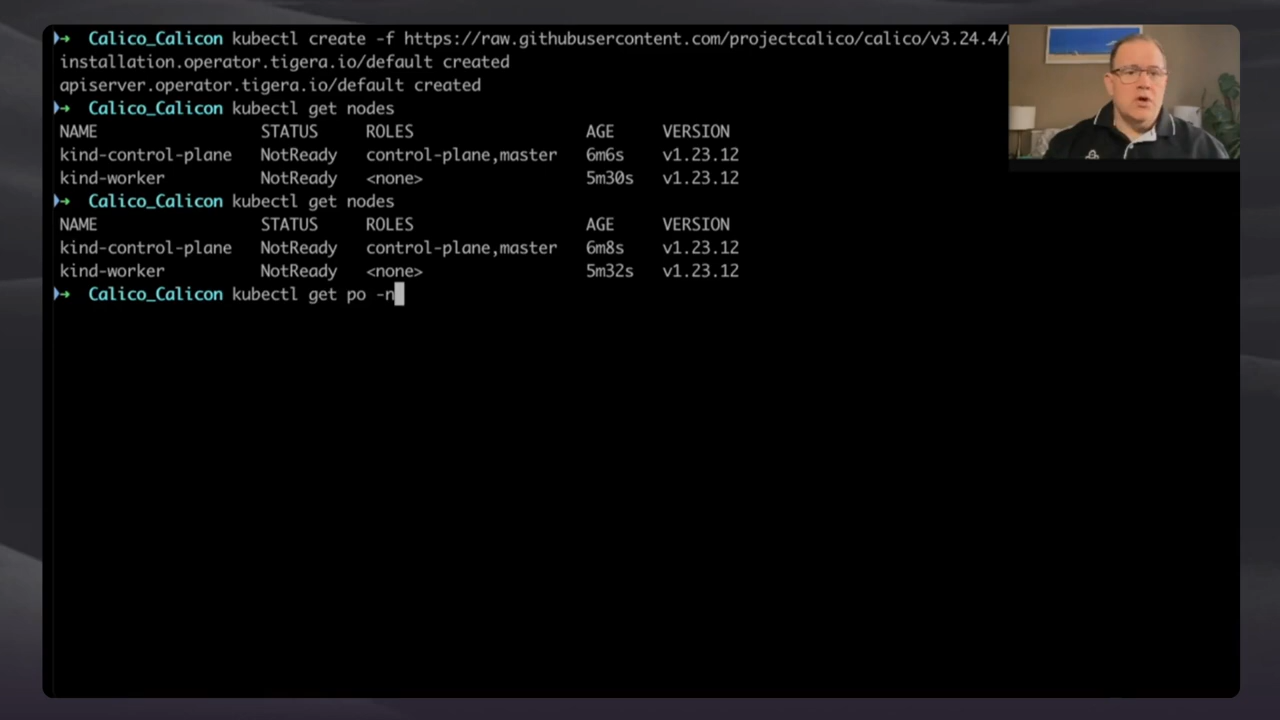 Calico_Calicon kubectl create -f https://raw.githubusercontent.com/projectcalico/calico/v3.24.4/
installation.operator.tigera.io/default created
apiserver.operator.tigera.io/default created
Calico_Calicon kubectl get nodes
NAME STATUS ROLES AGE VERSION
kind-control-plane NotReady control-plane,master 6m6s v1.23.12
kind-worker NotReady <none> 5m30s v1.23.12
Calico_Calicon kubectl get nodes
NAME STATUS ROLES AGE VERSION
kind-control-plane NotReady control-plane,master 6m8s v1.23.12
kind-worker NotReady <none> 5m32s v1.23.12
Calico_Calicon kubectl get po -n